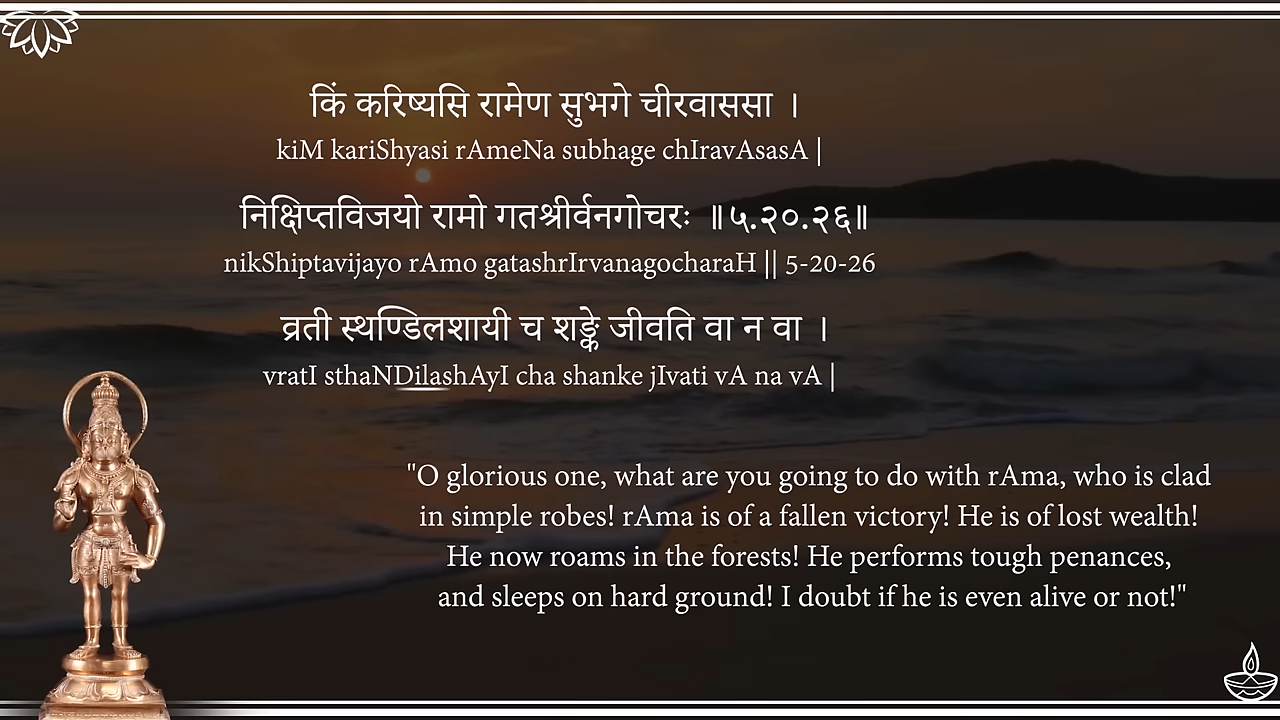 किं करिष्यसि रामेण सुभगे चीरवाससा ।
kiM kariShyasi rAmeNa subhage chIravAsasA |
निक्षिप्तविजयो रामो गतश्रीर्वनगोचरः ॥५.२०.२६॥
nikShiptavijayo rAmo gatashrIrvanagocharaH || 5-20-26
व्रती स्थण्डिलशायी च शङ्के जीवति वा न वा ।
vratI sthaNDilashAyI cha shanke jIvati vA na vA |
"O glorious one, what are you going to do with rAma, who is clad
in simple robes! rAma is of a fallen victory! He is of lost wealth!
He now roams in the forests! He performs tough penances,
and sleeps on hard ground! I doubt if he is even alive or not!"